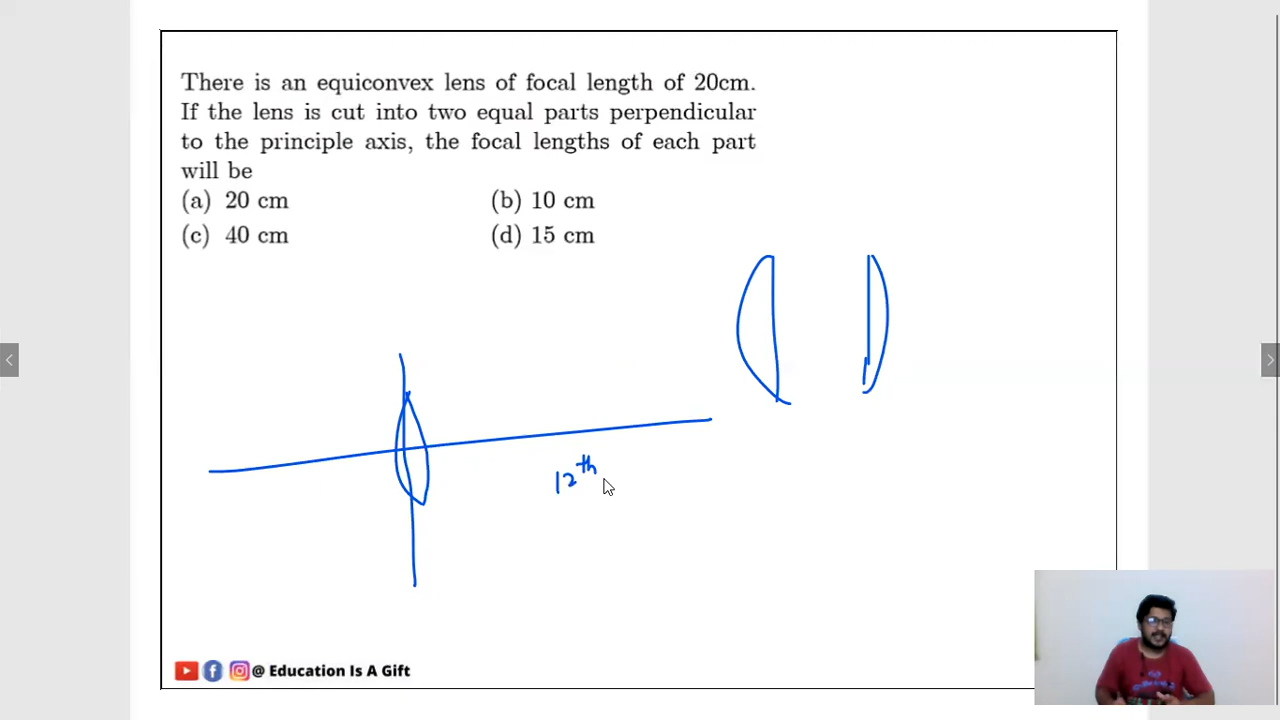 There is an equiconvex lens of focal length of 20cm.
If the lens is cut into two equal parts perpendicular
to the principle axis, the focal lengths of each part
will be
(a) 20 cm (b) 10 cm
(c) 40 cm (d) 15 cm
12th
@ Education Is A Gift